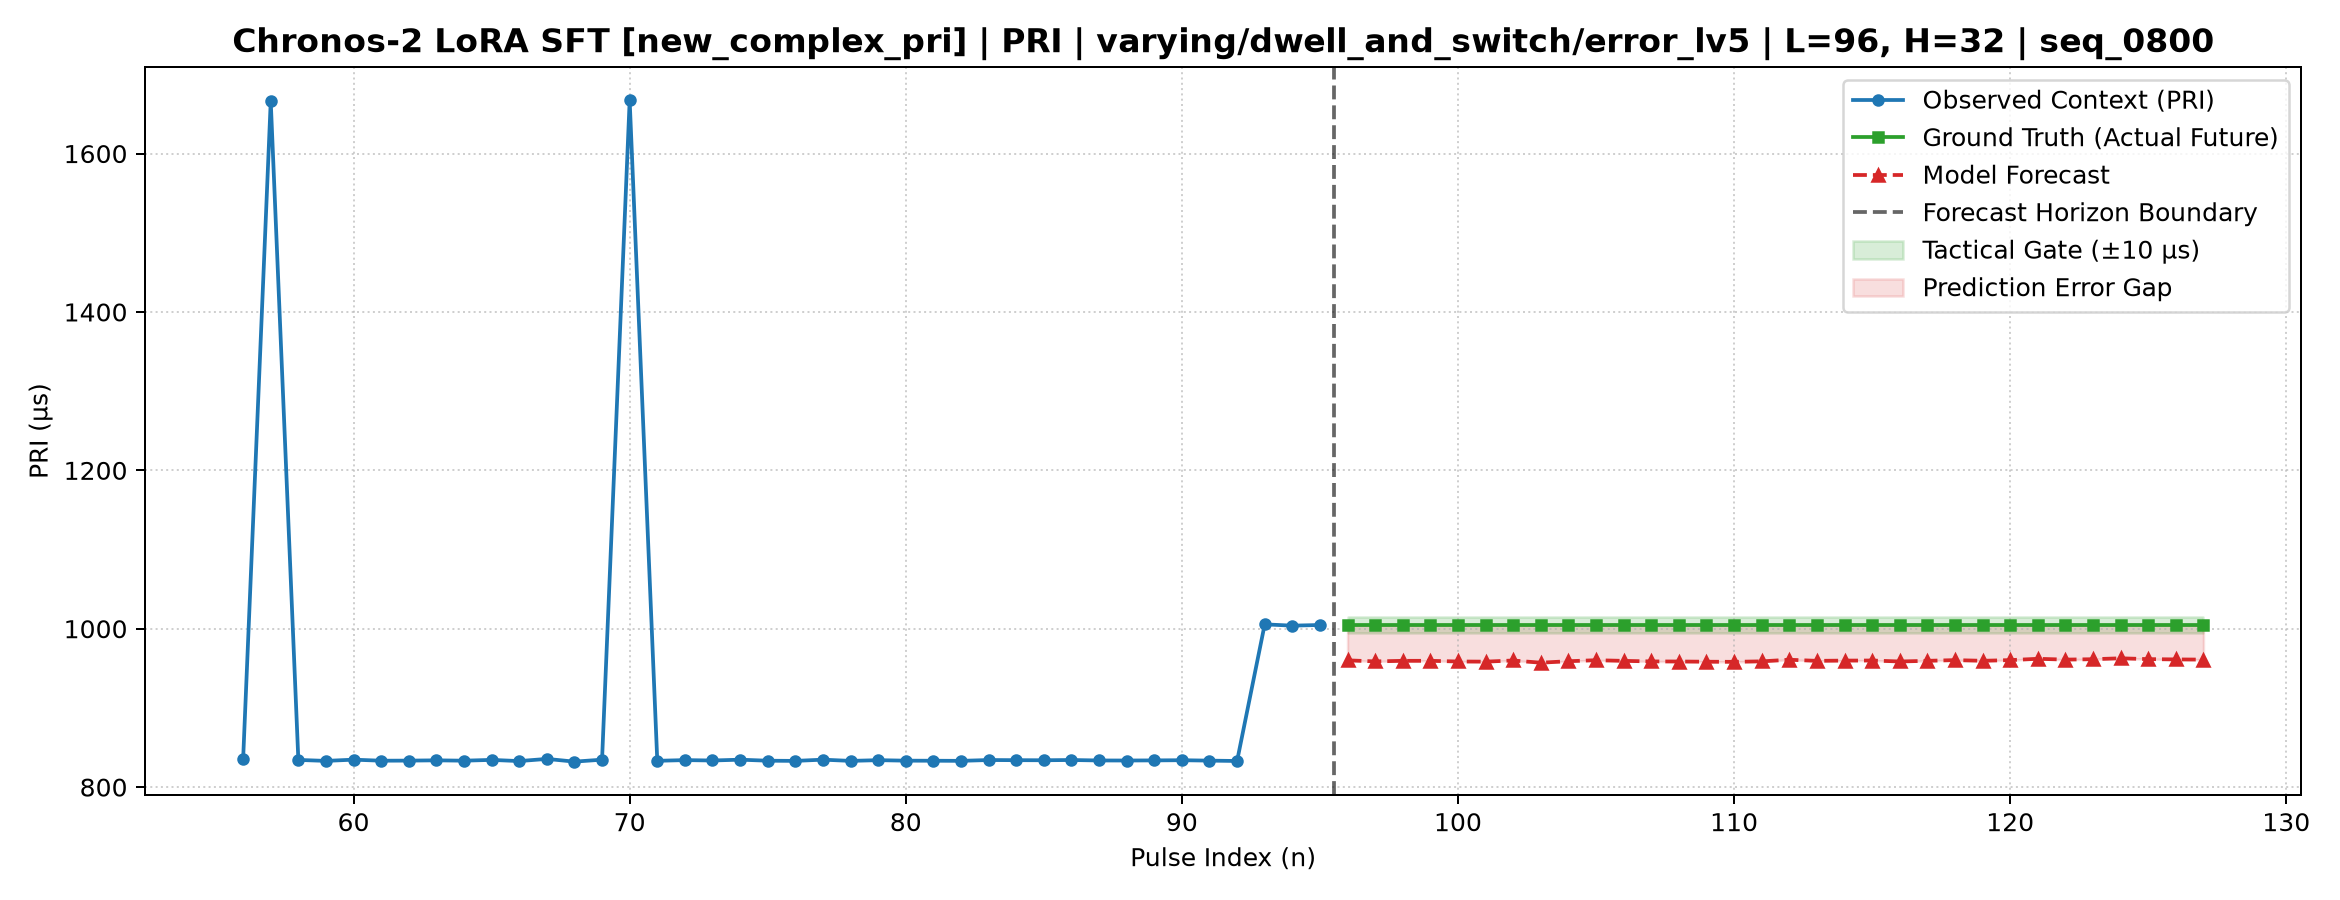 Chronos-2 LoRA SFT [new_complex_pri] | PRI | varying/dwell_and_switch/error_lv5 | L=96, H=32 | seq_0800
Observed Context (PRI)
Ground Truth (Actual Future)
Model Forecast
Forecast Horizon Boundary
Tactical Gate (±10 µs)
Prediction Error Gap
PRI (µs)
1600
1400
1200
1000
800
60 70 80 90 100 110 120 130
Pulse Index (n)